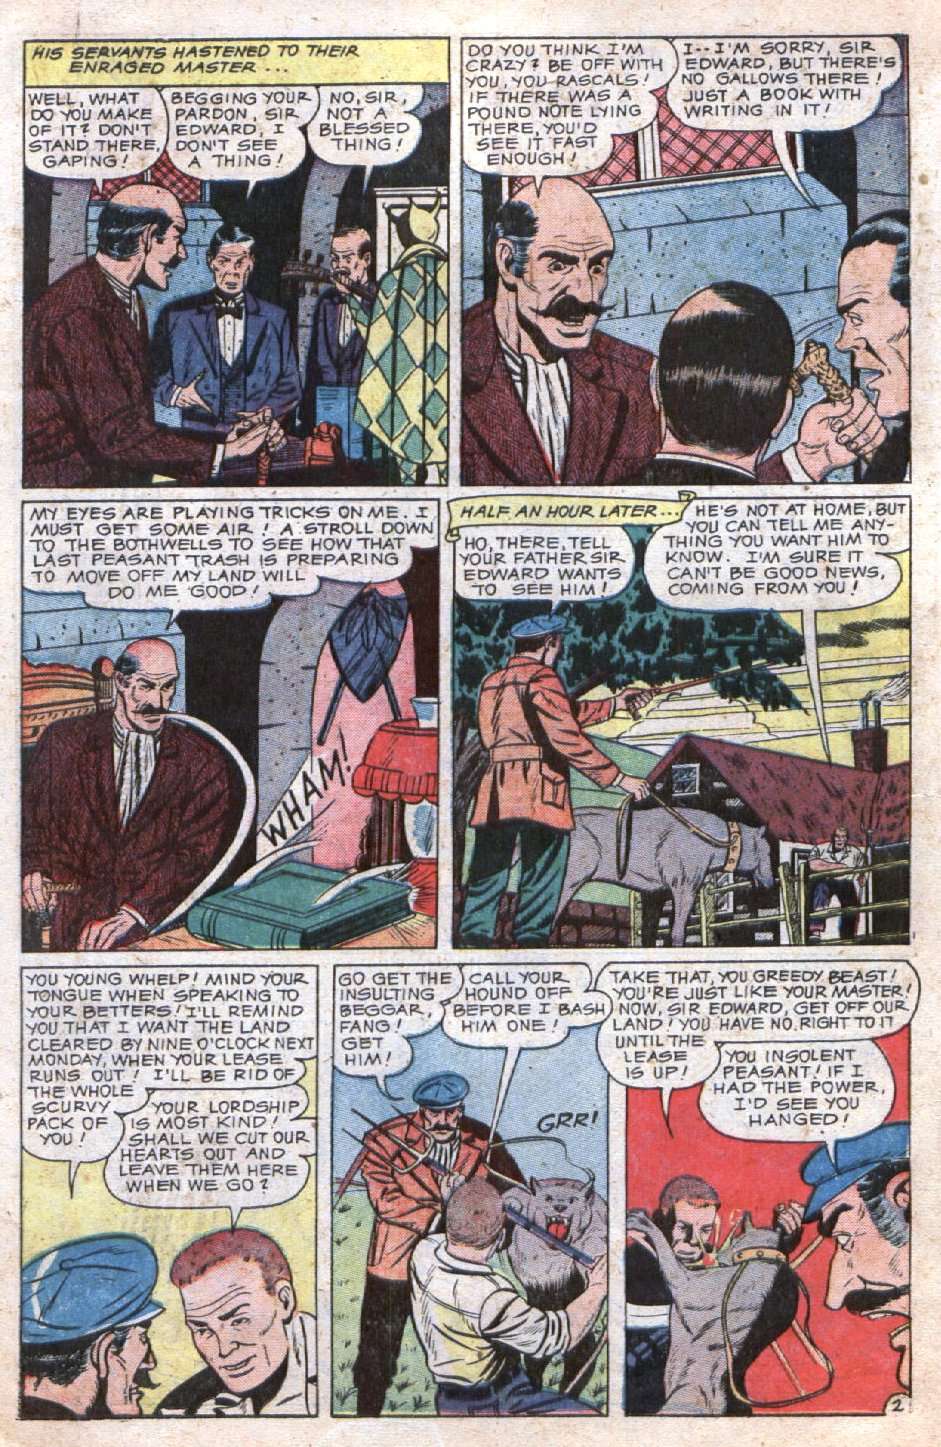 HIS SERVANTS HASTENED TO THEIR
ENRAGED MASTER...
WELL, WHAT
DO YOU MAKE
OF IT? DON'T
STAND THERE,
GAPING!
BEGGING YOUR
PARDON, SIR
EDWARD, I
DON'T SEE
A THING!
NO, SIR,
NOT A
BLESSED
THING!
DO YOU THINK I'M
CRAZY? BE OFF WITH
YOU, YOU RASCALS!
IF THERE WAS A
POUND NOTE LYING
THERE, YOU'D
SEE IT FAST
ENOUGH!
I--I'M SORRY, SIR
EDWARD, BUT THERE'S
NO GALLOWS THERE!
JUST A BOOK WITH
WRITING IN IT!
MY EYES ARE PLAYING TRICKS ON ME. I
MUST GET SOME AIR! A STROLL DOWN
TO THE BOTHWELLS TO SEE HOW THAT
LAST PEASANT TRASH IS PREPARING
TO MOVE OFF MY LAND WILL
DO ME GOOD!
WHAM!
HALF AN HOUR LATER...
HO, THERE, TELL
YOUR FATHER SIR
EDWARD WANTS
TO SEE HIM!
HE'S NOT AT HOME, BUT
YOU CAN TELL ME ANY-
THING YOU WANT HIM TO
KNOW. I'M SURE IT
CAN'T BE GOOD NEWS,
COMING FROM YOU!
YOU YOUNG WHELP! MIND YOUR
TONGUE WHEN SPEAKING TO
YOUR BETTERS! I'LL REMIND
YOU THAT I WANT THE LAND
CLEARED BY NINE O'CLOCK NEXT
MONDAY, WHEN YOUR LEASE
RUNS OUT! I'LL BE RID OF
THE WHOLE
SCURVY
PACK OF
YOU!
YOUR LORDSHIP
IS MOST KIND!
SHALL WE CUT OUR
HEARTS OUT AND
LEAVE THEM HERE
WHEN WE GO?
GO GET THE
INSULTING
BEGGAR,
FANG!
GET
HIM!
CALL YOUR
HOUND OFF
BEFORE I BASH
HIM ONE!
GRR!
TAKE THAT, YOU GREEDY BEAST!
YOU'RE JUST LIKE YOUR MASTER!
NOW, SIR EDWARD, GET OFF OUR
LAND! YOU HAVE NO RIGHT TO IT
UNTIL THE
LEASE
IS UP!
YOU INSOLENT
PEASANT! IF I
HAD THE POWER,
I'D SEE YOU
HANGED!
2